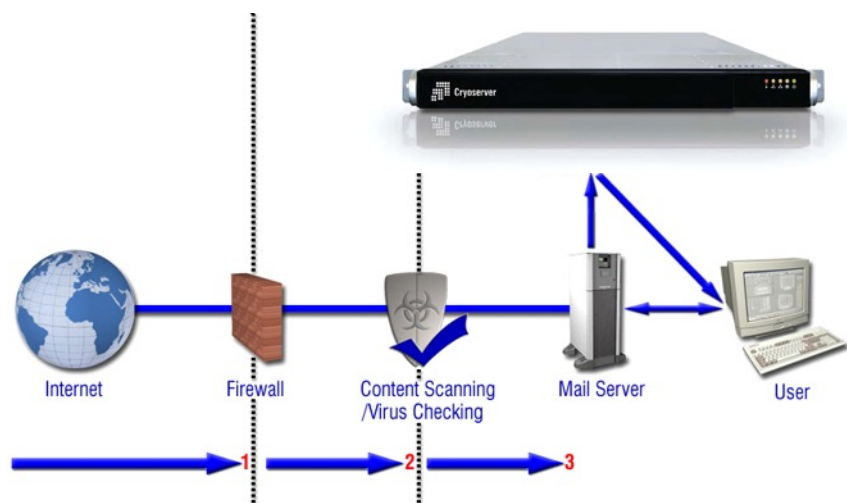 Cryoserver
Internet
Firewall
Content Scanning
/Virus Checking
Mail Server
User
1
2
3